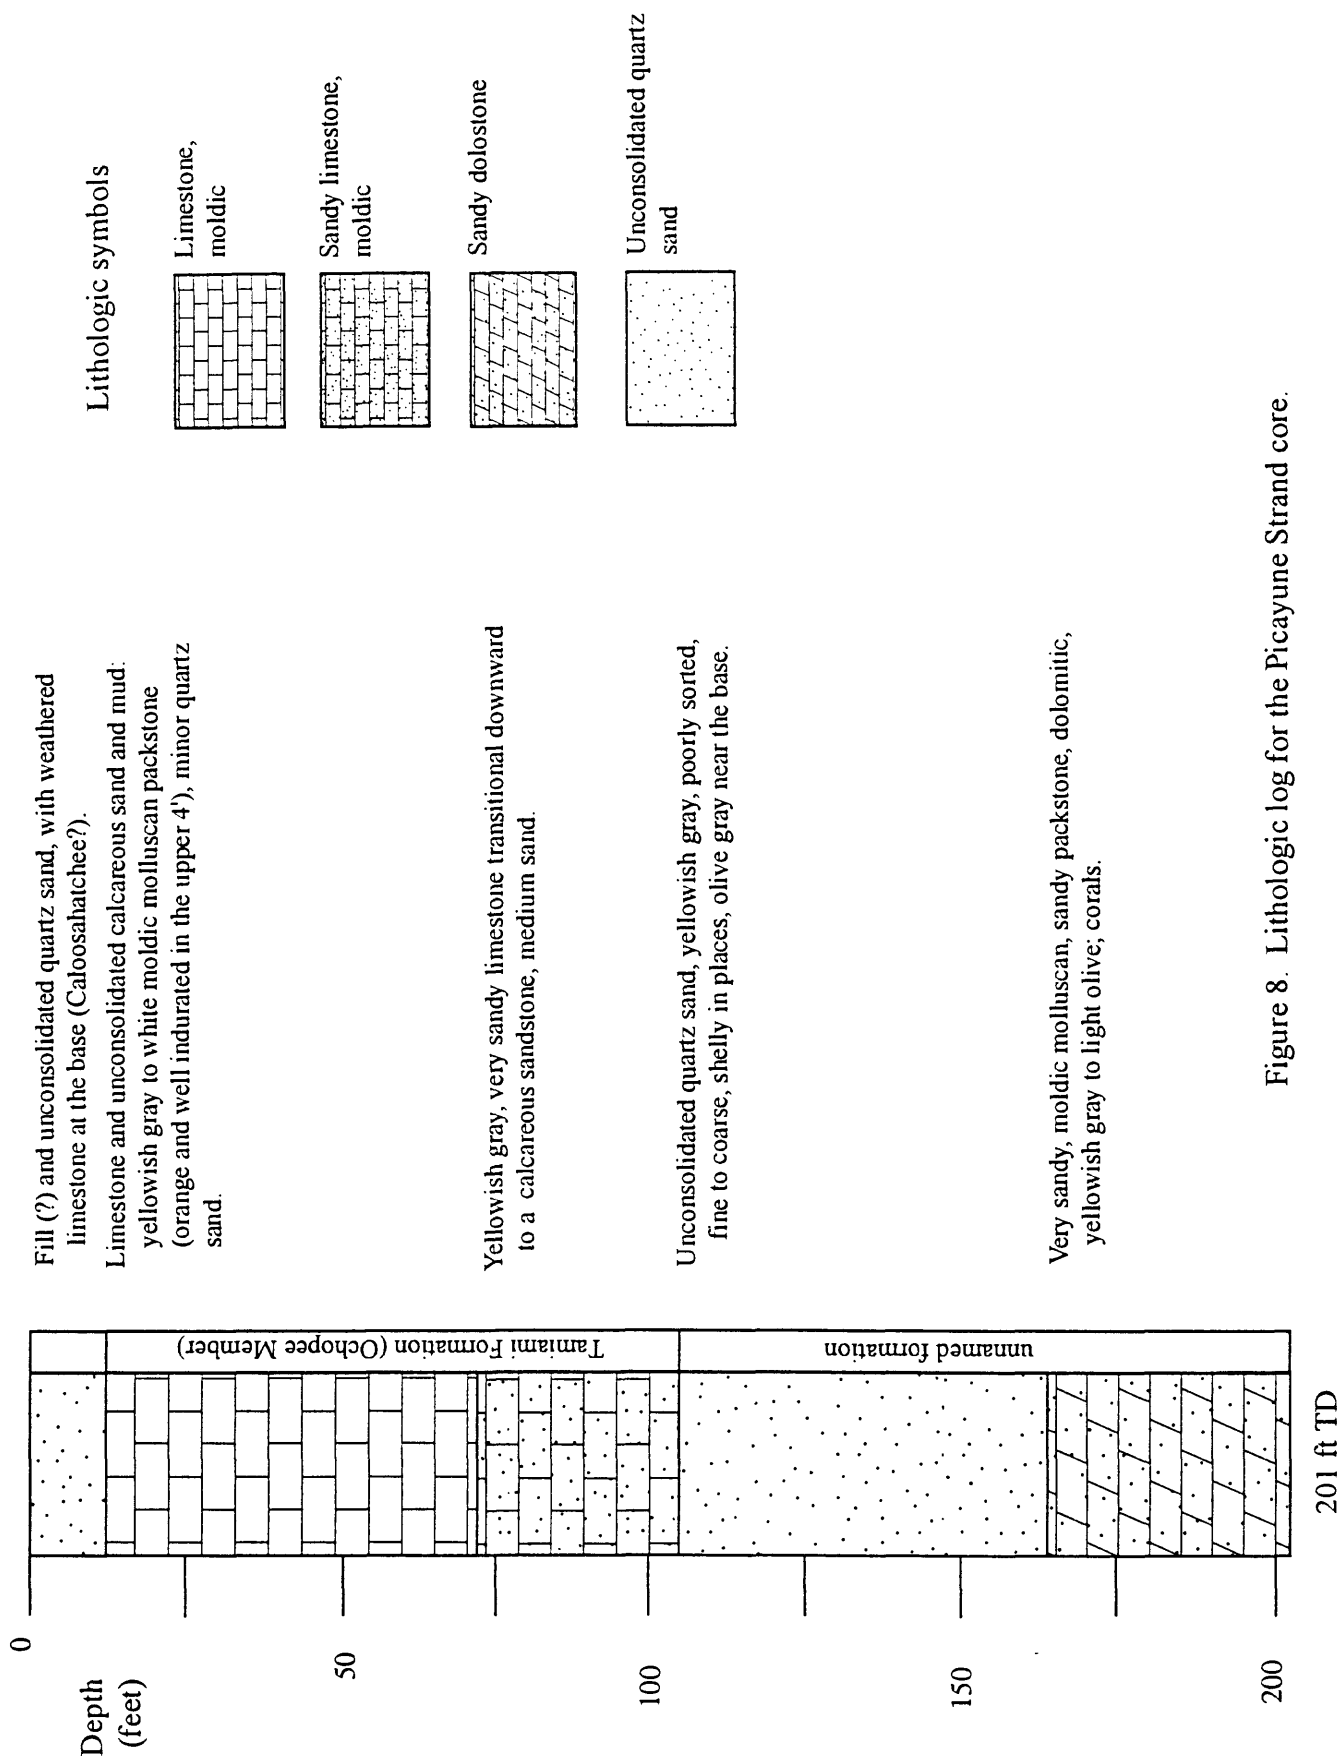 Depth
(feet)
0
50
100
150
200
201 ft TD
Tamiami Formation (Ochopee Member)
unnamed formation
Fill (?) and unconsolidated quartz sand, with weathered
limestone at the base (Caloosahatchee?).
Limestone and unconsolidated calcareous sand and mud:
yellowish gray to white moldic molluscan packstone
(orange and well indurated in the upper 4'), minor quartz
sand.
Yellowish gray, very sandy limestone transitional downward
to a calcareous sandstone, medium sand.
Unconsolidated quartz sand, yellowish gray, poorly sorted,
fine to coarse, shelly in places, olive gray near the base.
Very sandy, moldic molluscan, sandy packstone, dolomitic,
yellowish gray to light olive; corals.
Lithologic symbols
Limestone,
moldic
Sandy limestone,
moldic
Sandy dolostone
Unconsolidated quartz
sand
Figure 8. Lithologic log for the Picayune Strand core.